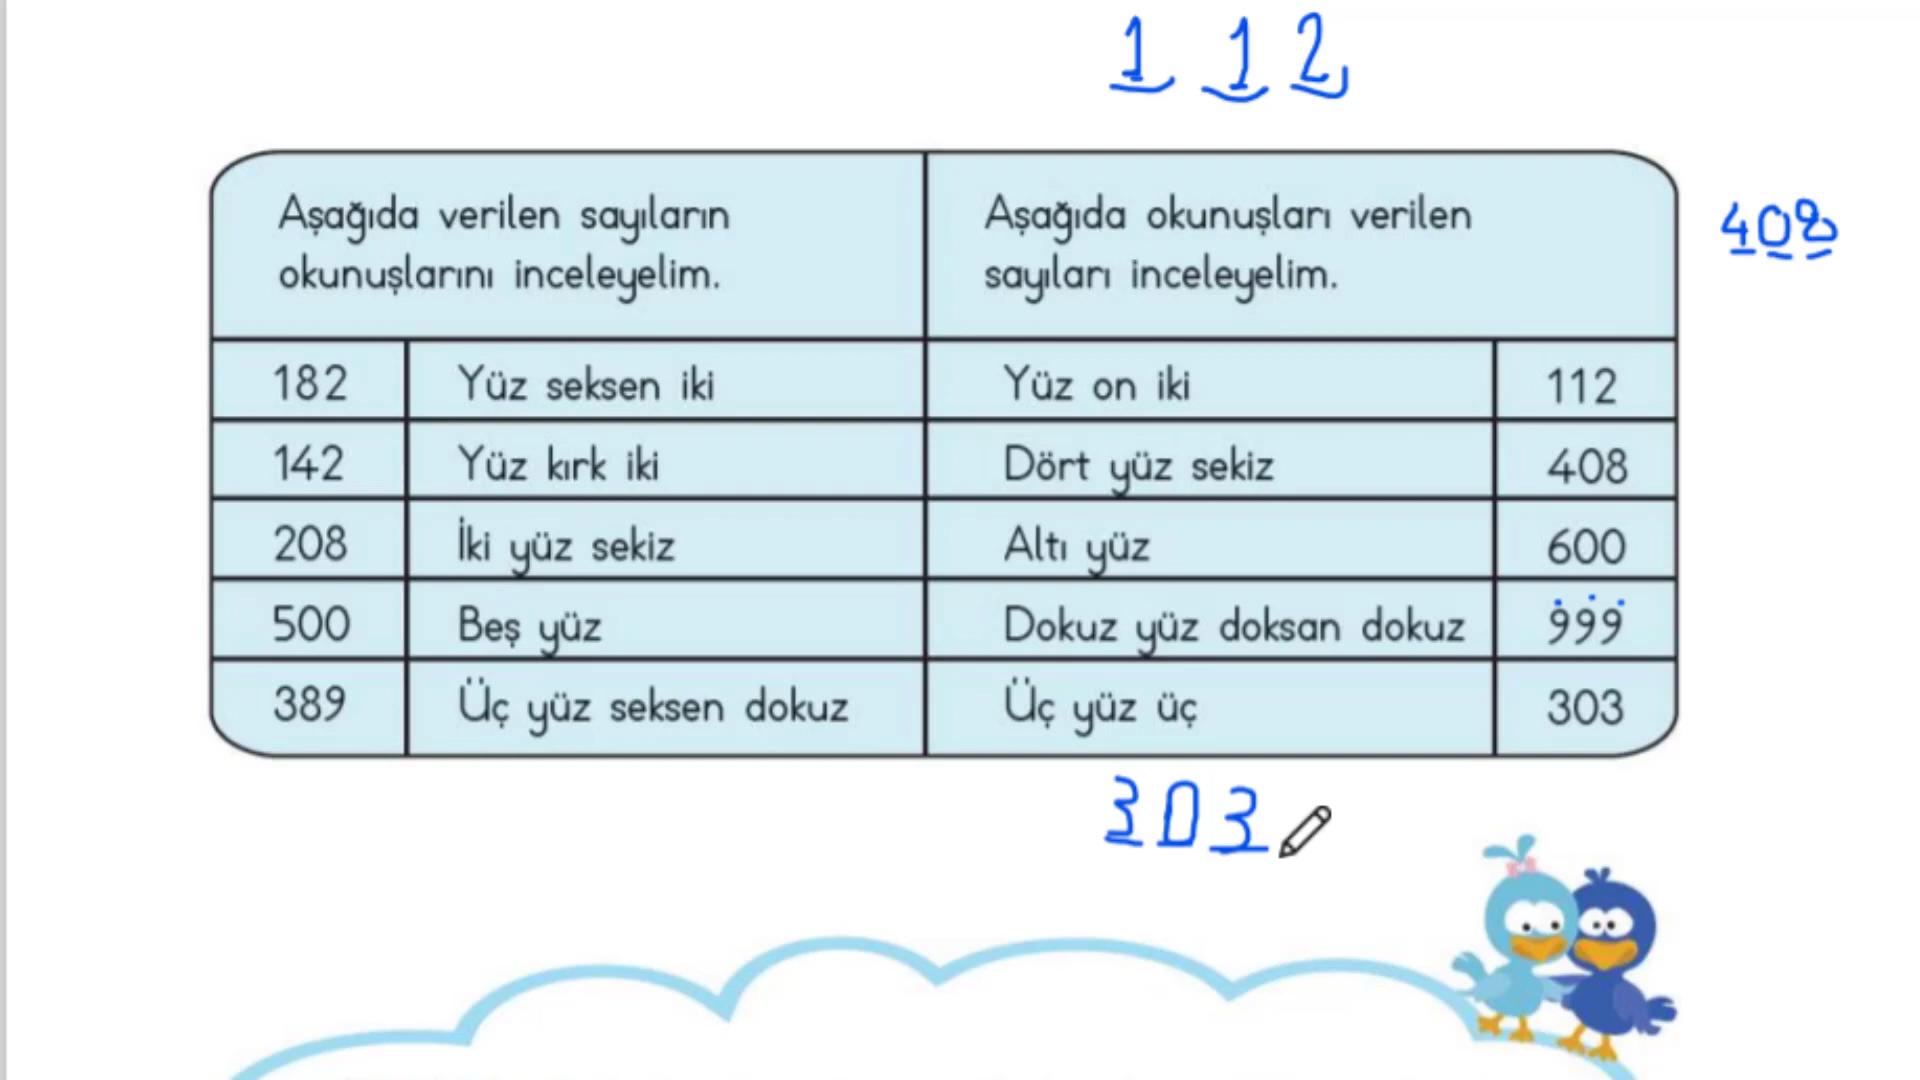 1 1 2
Aşağıda verilen sayıların
okunuşlarını inceleyelim.
Aşağıda okunuşları verilen
sayıları inceleyelim.
408
182 Yüz seksen iki Yüz on iki 112
142 Yüz kırk iki Dört yüz sekiz 408
208 İki yüz sekiz Altı yüz 600
500 Beş yüz Dokuz yüz doksan dokuz 999
389 Üç yüz seksen dokuz Üç yüz üç 303
303